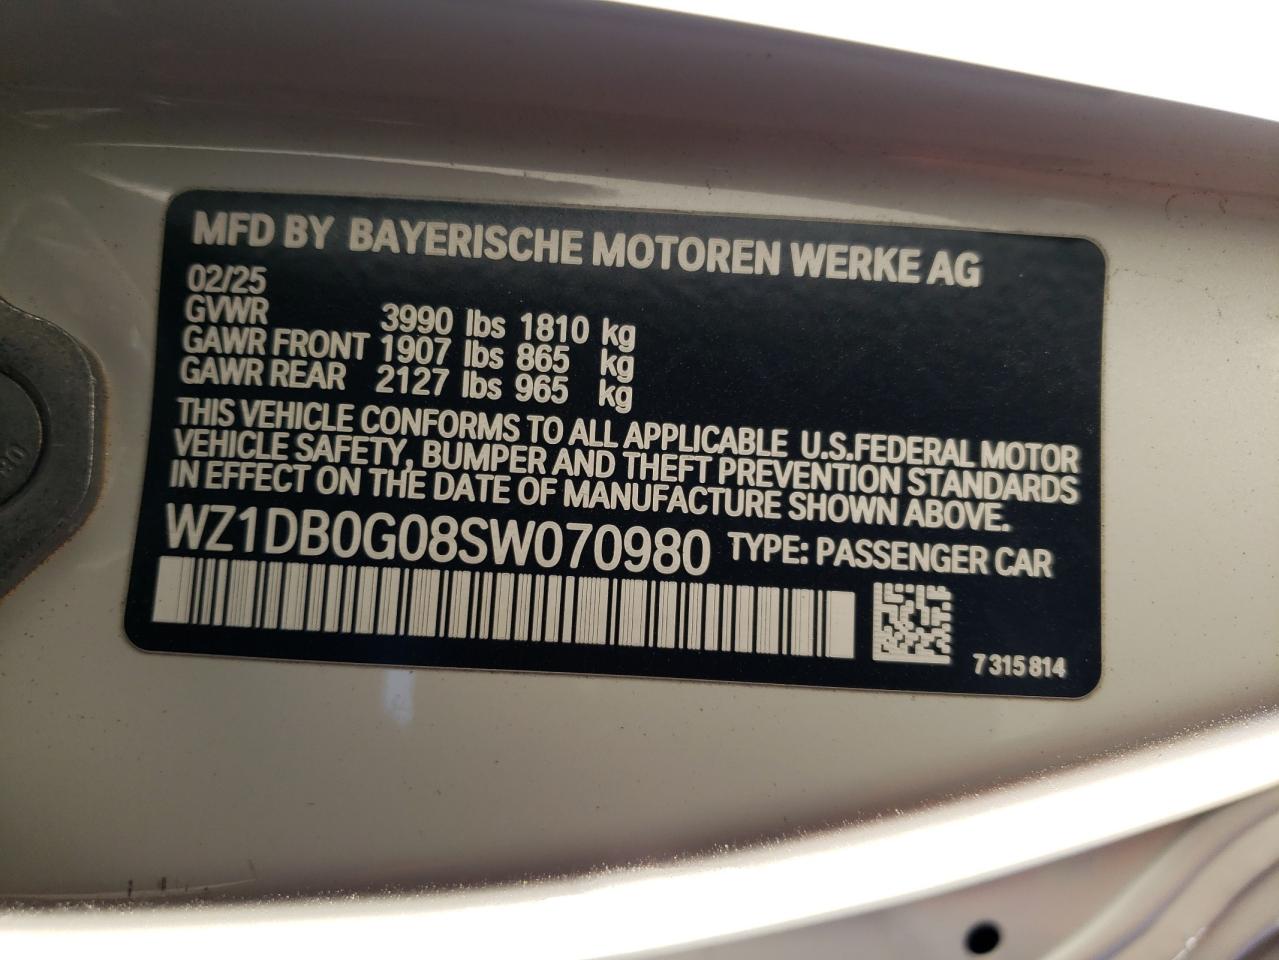 MFD BY BAYERISCHE MOTOREN WERKE AG
02/25
GVWR 3990 lbs 1810 kg
GAWR FRONT 1907 lbs 865 kg
GAWR REAR 2127 lbs 965 kg
THIS VEHICLE CONFORMS TO ALL APPLICABLE U.S.FEDERAL MOTOR
VEHICLE SAFETY, BUMPER AND THEFT PREVENTION STANDARDS
IN EFFECT ON THE DATE OF MANUFACTURE SHOWN ABOVE.
WZ1DB0G08SW070980 TYPE: PASSENGER CAR
7 315 814